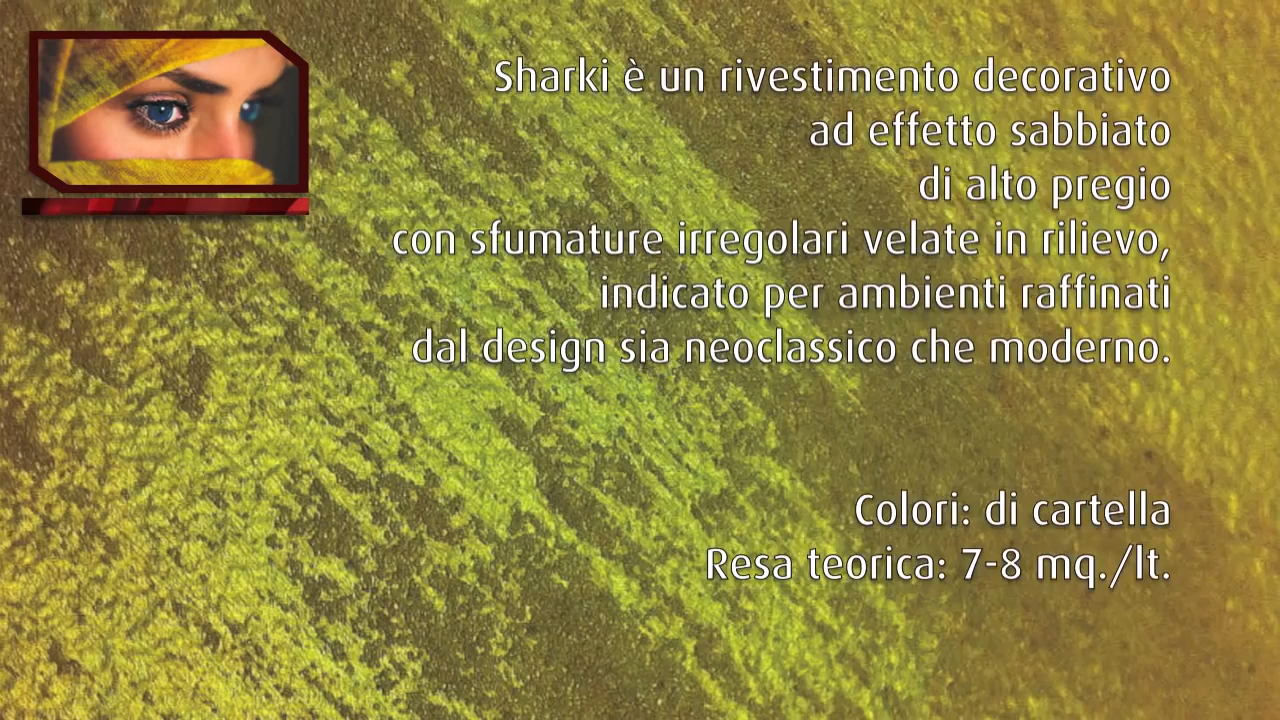 Sharki è un rivestimento decorativo
ad effetto sabbiato
di alto pregio
con sfumature irregolari velate in rilievo,
indicato per ambienti raffinati
dal design sia neoclassico che moderno.
Colori: di cartella
Resa teorica: 7-8 mq./lt.